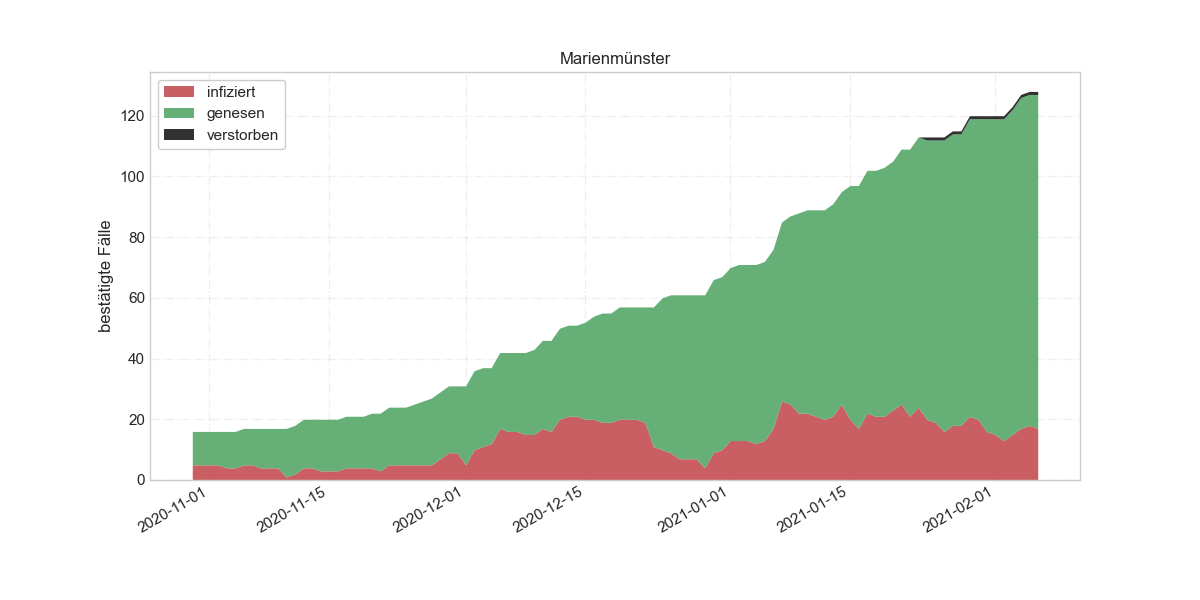 Marienmünster
infiziert
genesen
verstorben
bestätigte Fälle
120
100
80
60
40
20
0
2020-11-01
2020-11-15
2020-12-01
2020-12-15
2021-01-01
2021-01-15
2021-02-01